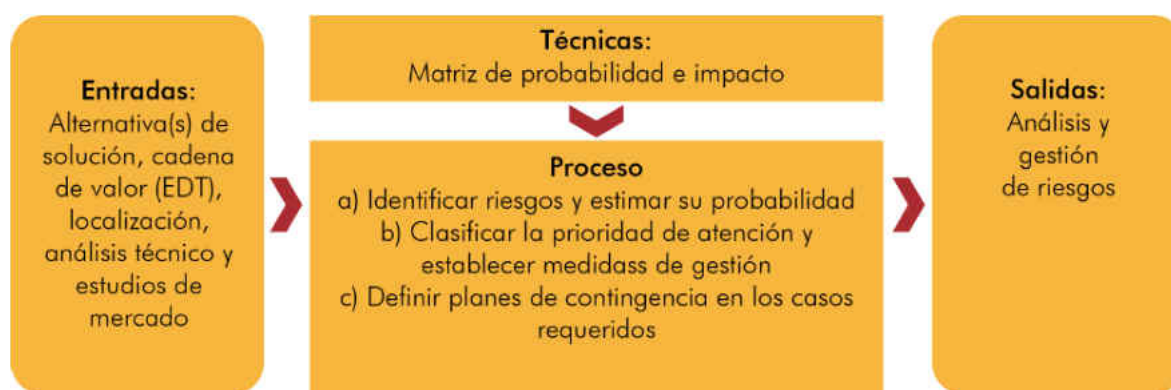 Entradas:
Alternativa(s) de
solución, cadena
de valor (EDT),
localización,
análisis técnico y
estudios de
mercado
Técnicas:
Matriz de probabilidad e impacto
Proceso
a) Identificar riesgos y estimar su probabilidad
b) Clasificar la prioridad de atención y
establecer medidass de gestión
c) Definir planes de contingencia en los casos
requeridos
Salidas:
Análisis y
gestión
de riesgos